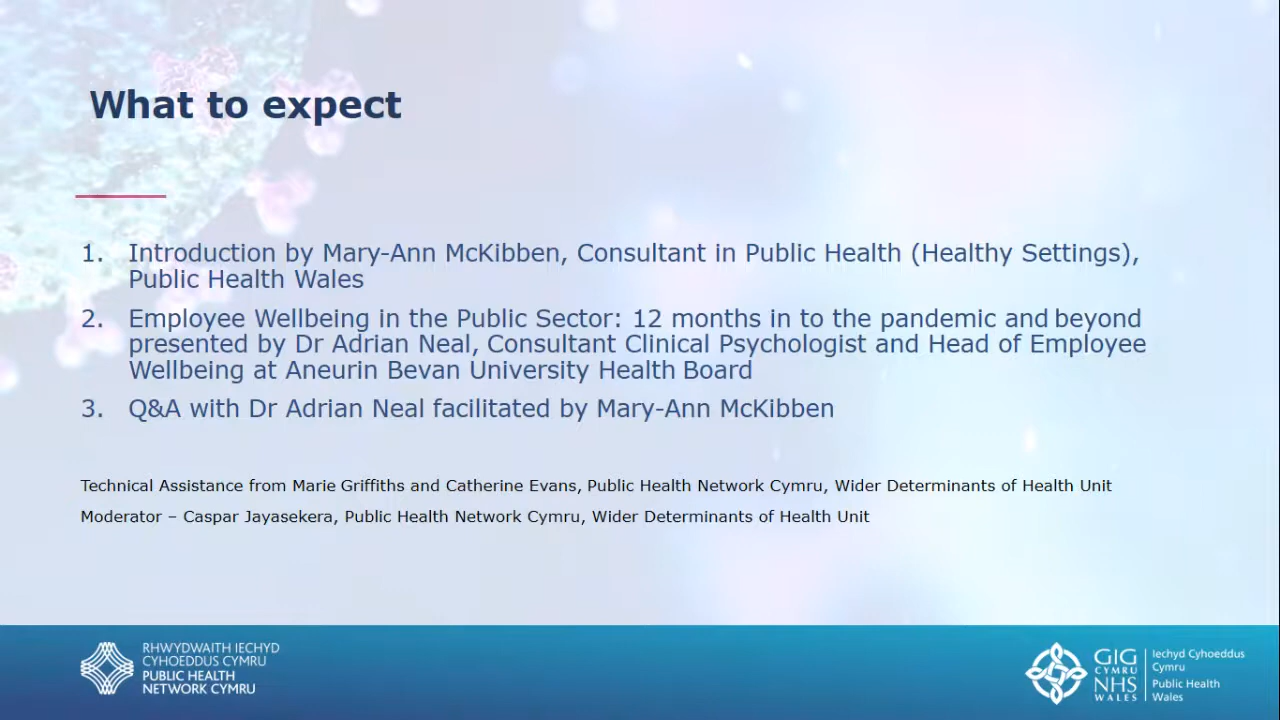 What to expect
1. Introduction by Mary-Ann McKibben, Consultant in Public Health (Healthy Settings),
Public Health Wales
2. Employee Wellbeing in the Public Sector: 12 months in to the pandemic and beyond
presented by Dr Adrian Neal, Consultant Clinical Psychologist and Head of Employee
Wellbeing at Aneurin Bevan University Health Board
3. Q&A with Dr Adrian Neal facilitated by Mary-Ann McKibben
Technical Assistance from Marie Griffiths and Catherine Evans, Public Health Network Cymru, Wider Determinants of Health Unit
Moderator – Caspar Jayasekera, Public Health Network Cymru, Wider Determinants of Health Unit
RHWYDWAITH IECHYD
CYHOEDDUS CYMRU
PUBLIC HEALTH
NETWORK CYMRU
GIG
CYMRU
NHS
WALES
Iechyd Cyhoeddus
Cymru
Public Health
Wales